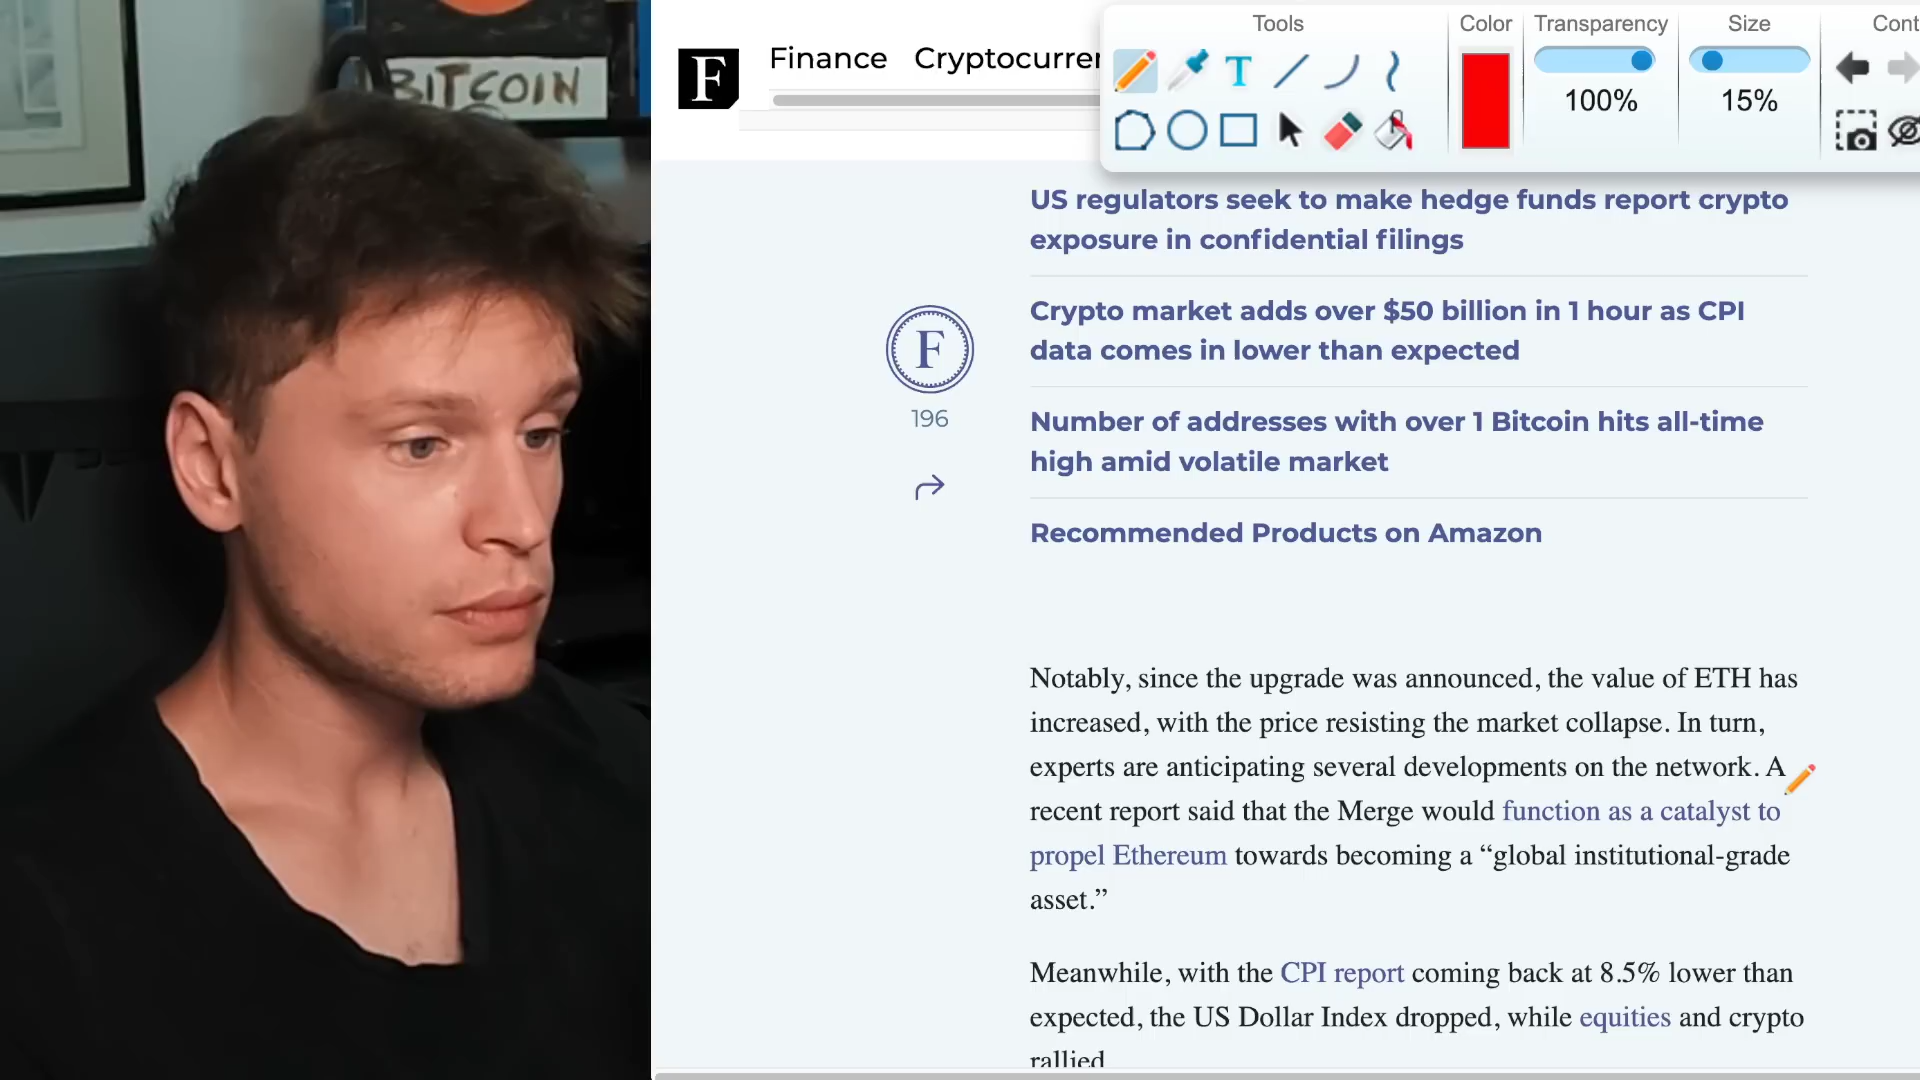 BITCOIN
F
Finance Cryptocurrer
Tools
Color
Transparency
Size
Cont
T
100%
15%
US regulators seek to make hedge funds report crypto
exposure in confidential filings
Crypto market adds over $50 billion in 1 hour as CPI
data comes in lower than expected
F
196
Number of addresses with over 1 Bitcoin hits all-time
high amid volatile market
Recommended Products on Amazon
Notably, since the upgrade was announced, the value of ETH has
increased, with the price resisting the market collapse. In turn,
experts are anticipating several developments on the network. A
recent report said that the Merge would function as a catalyst to
propel Ethereum towards becoming a “global institutional-grade
asset.”
Meanwhile, with the CPI report coming back at 8.5% lower than
expected, the US Dollar Index dropped, while equities and crypto
rallied